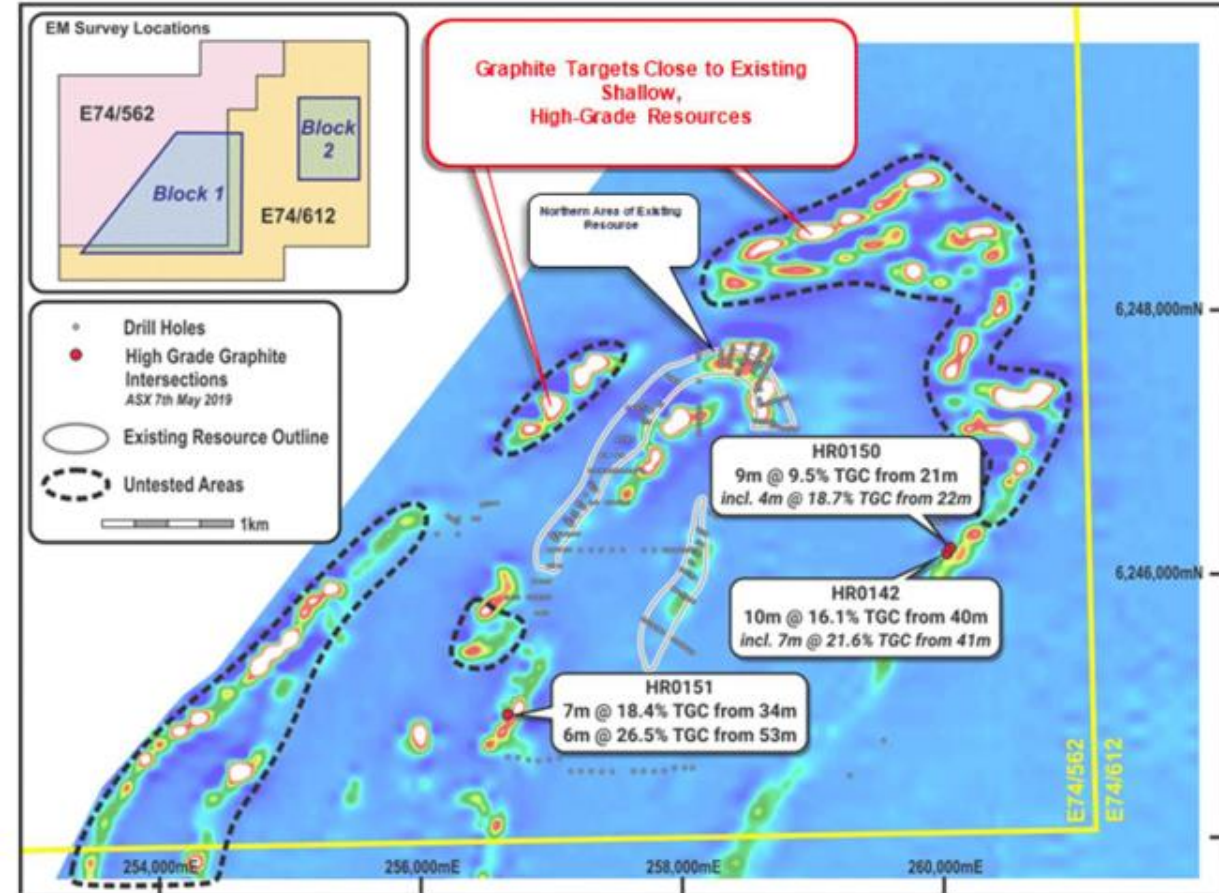 EM Survey Locations
E74/562
Block 1
Block
2
E74/612
Drill Holes
High Grade Graphite
Intersections
ASX 7th May 2019
Existing Resource Outline
Untested Areas
1km
Graphite Targets Close to Existing
Shallow,
High-Grade Resources
Northern Area of Existing
Resource
6,248,000mN
HR0150
9m @ 9.5% TGC from 21m
incl. 4m @ 18.7% TGC from 22m
6,246,000mN
HR0142
10m @ 16.1% TGC from 40m
incl. 7m @ 21.6% TGC from 41m
HR0151
7m @ 18.4% TGC from 34m
6m @ 26.5% TGC from 53m
E74/562
E74/612
254,000mE
256,000mE
258,000mE
260,000mE